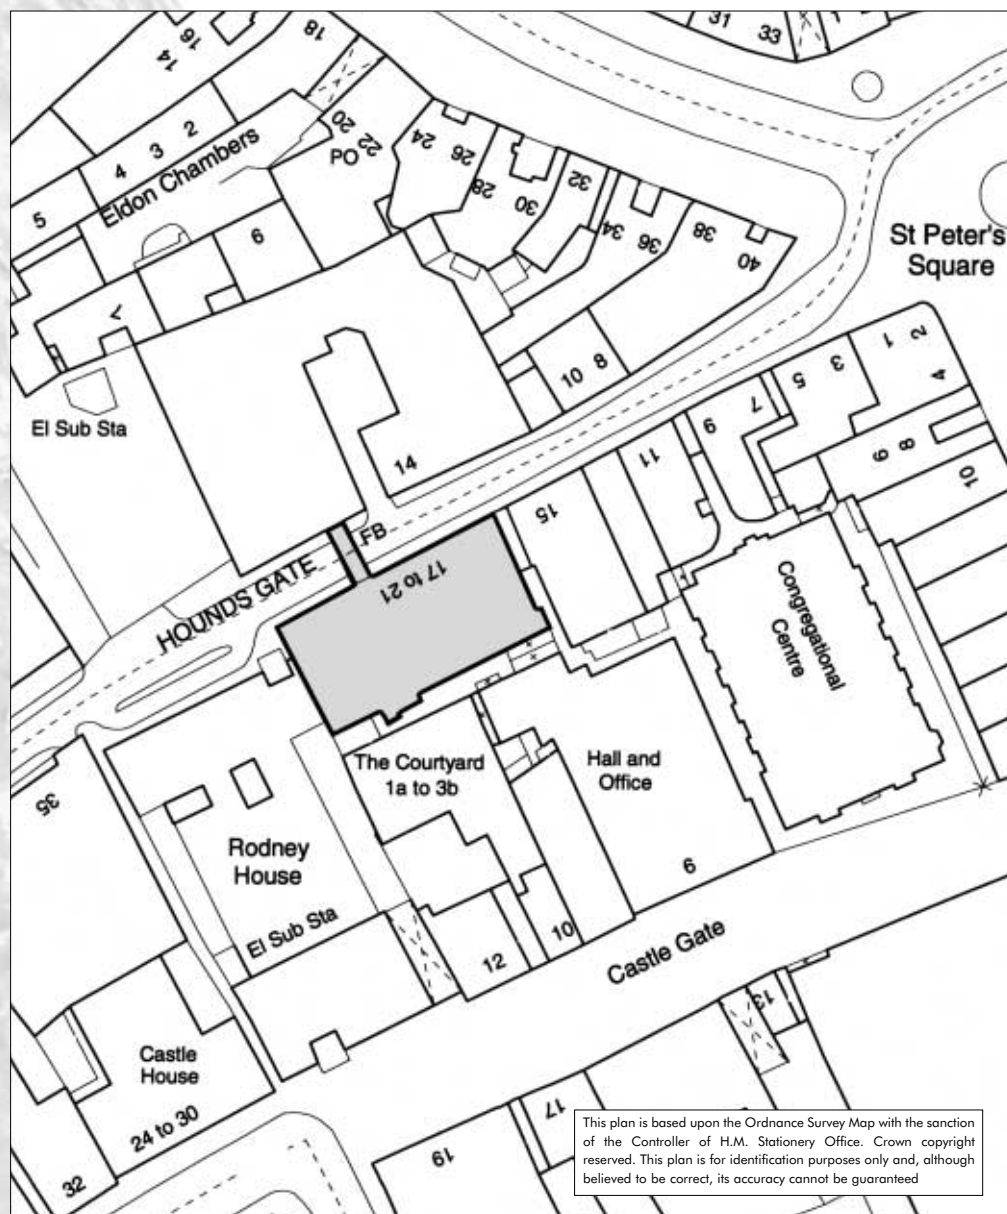 31
33
1
18
16
14
20
22
PO
24
26
28
30
32
34
36
38
40
2
3
4
Eldon Chambers
5
6
7
St Peter's
Square
El Sub Sta
10 8
14
FB
HOUNDS GATE
17 to 21
15
11
9
7
5
3
1
2
4
6
8
10
Congregational
Centre
The Courtyard
1a to 3b
Hall and
Office
35
Rodney
House
El Sub Sta
6
12
10
Castle Gate
13
Castle
House
24 to 30
32
17
19
This plan is based upon the Ordnance Survey Map with the sanction
of the Controller of H.M. Stationery Office. Crown copyright
reserved. This plan is for identification purposes only and, although
believed to be correct, its accuracy cannot be guaranteed